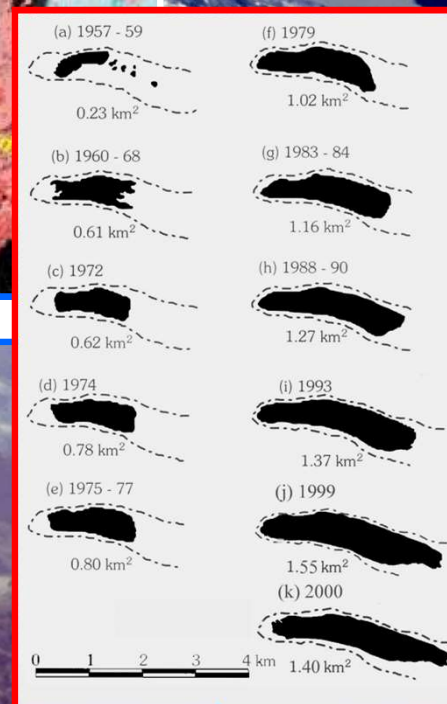 (a) 1957 - 59
0.23 km²
(b) 1960 - 68
0.61 km²
(c) 1972
0.62 km²
(d) 1974
0.78 km²
(e) 1975 - 77
0.80 km²
(f) 1979
1.02 km²
(g) 1983 - 84
1.16 km²
(h) 1988 - 90
1.27 km²
(i) 1993
1.37 km²
(j) 1999
1.55 km²
(k) 2000
1.40 km²
0 1 2 3 4 km